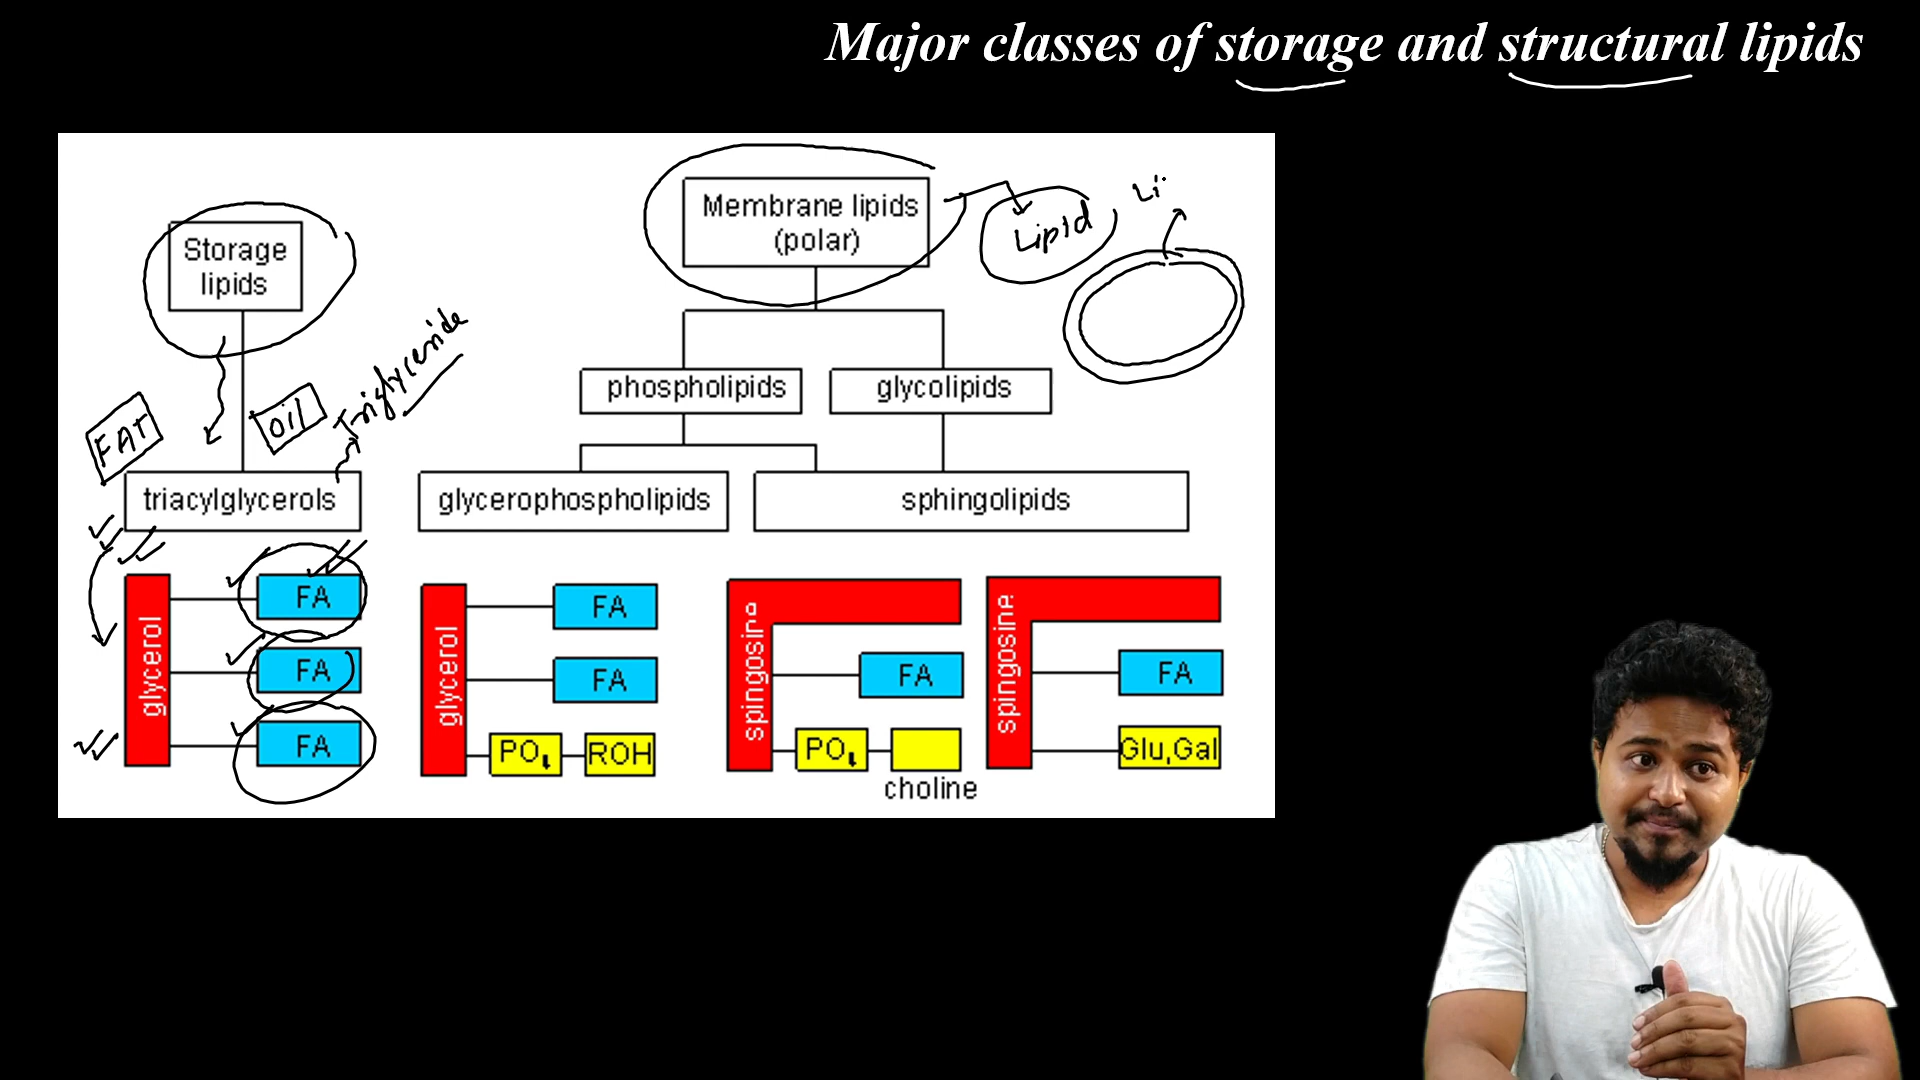 Major classes of storage and structural lipids
Storage
lipids
Membrane lipids
(polar)
Lipid
Li
FAT
oil
Triglyceride
phospholipids
glycolipids
triacylglycerols
glycerophospholipids
sphingolipids
glycerol
FA
FA
FA
glycerol
FA
FA
PO4
ROH
spingosine
FA
PO4
choline
spingosine
FA
Glu,Gal